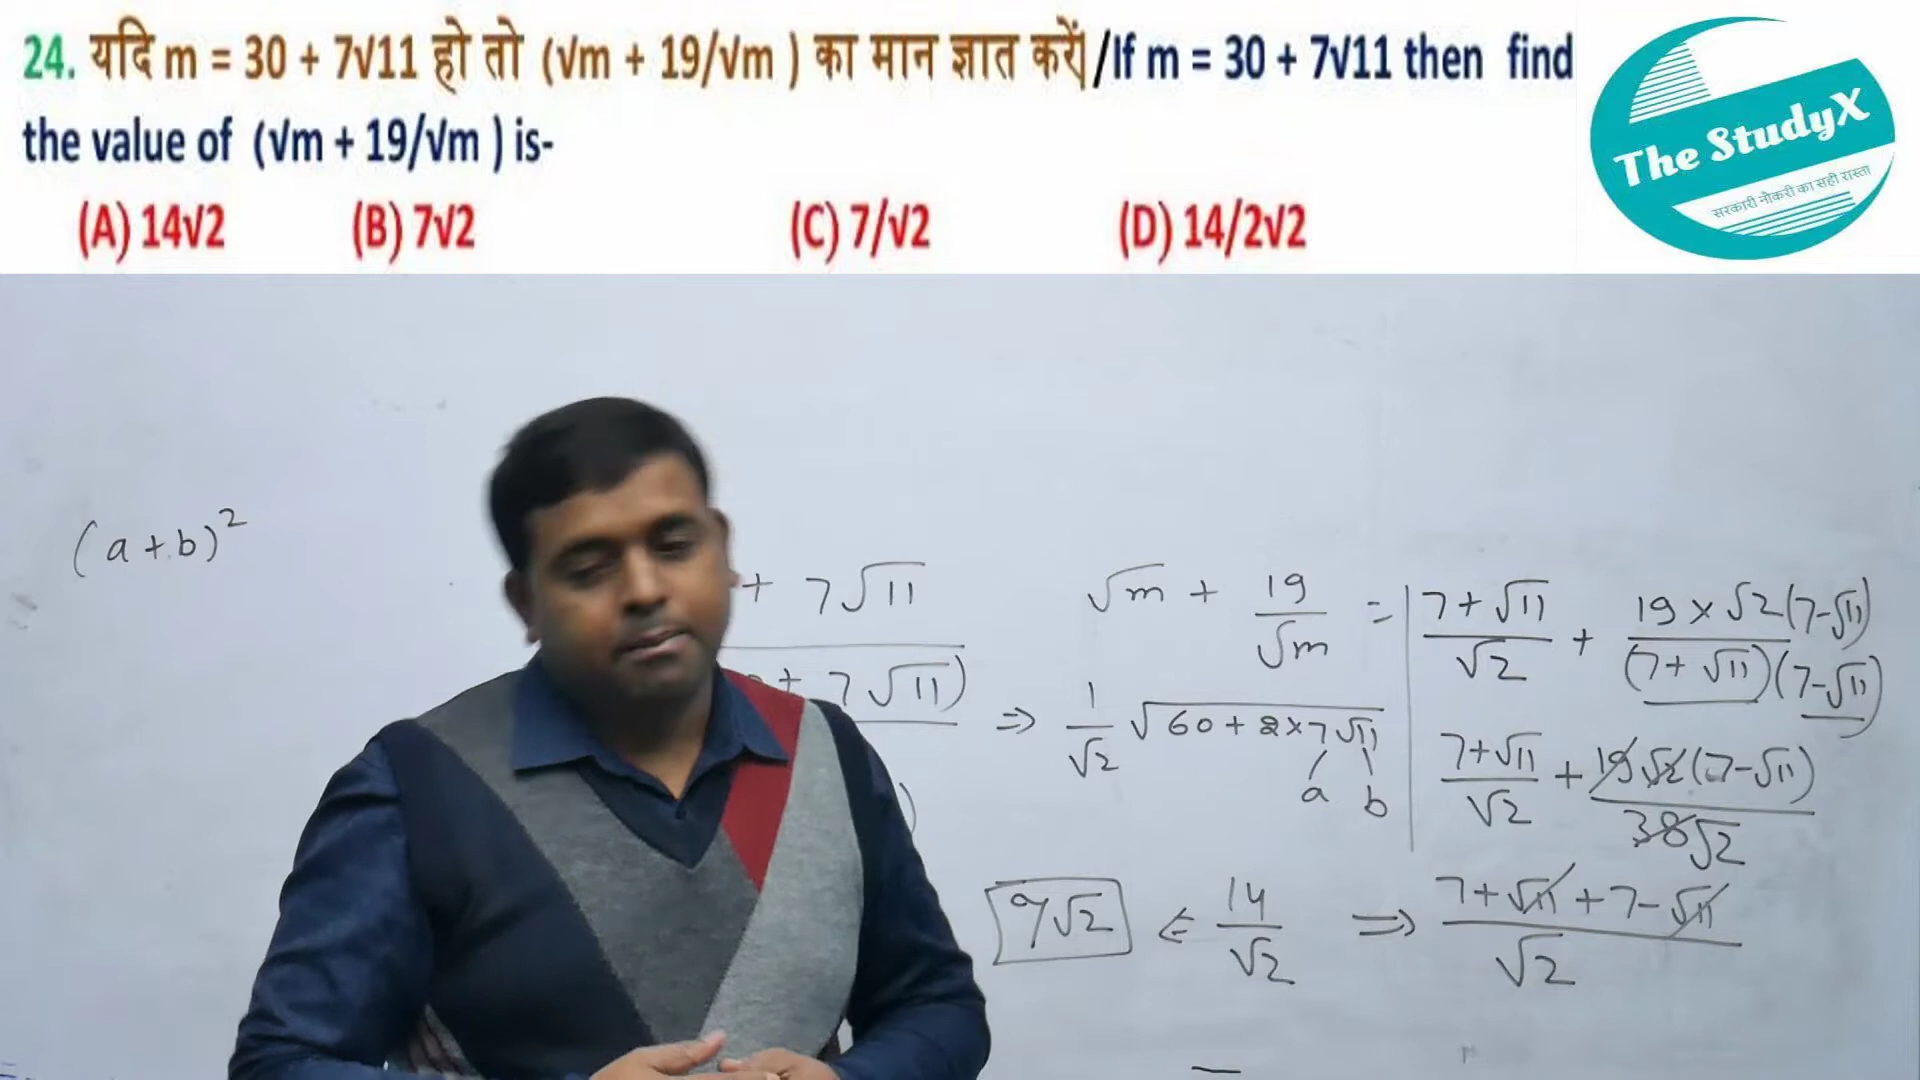 24. यदि m = 30 + 7√11 हो तो (√m + 19/√m ) का मान ज्ञात करें| /If m = 30 + 7√11 then find
the value of (√m + 19/√m ) is-
(A) 14√2 (B) 7√2 (C) 7/√2 (D) 14/2√2
The StudyX
सरकारी नौकरी का सही रास्ता
(a+b)²
+ 7√11
+ 7√11)
√m + 19/√m = 7+√11/√2 + 19×√2(7-√11)/(7+√11)(7-√11)
⇒ 1/√2 √60+2×7√11
a b
7+√11/√2 + 19√2(7-√11)/38√2
9√2 ⇐ 14/√2 ⇒ 7+√11+7-√11/√2